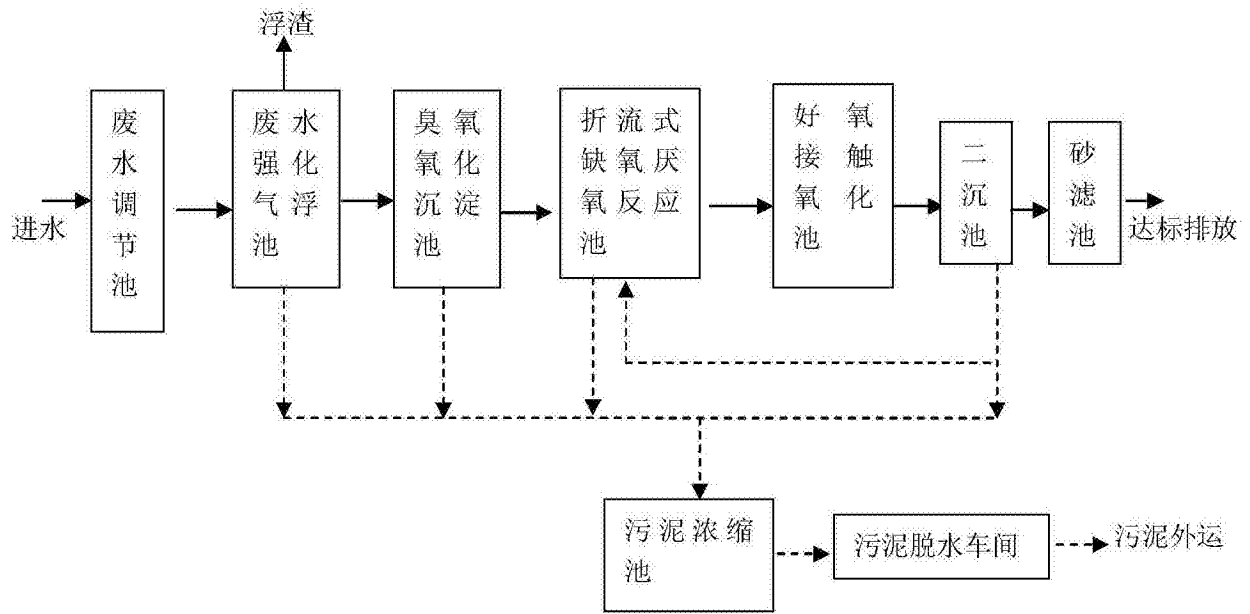 浮渣
进水
废
水
调
节
池
废水
强化
气浮
池
臭氧
氧化
沉淀
池
折流式
缺氧厌
氧反应
池
好氧
接触
氧化
池
二
沉
池
砂
滤
池
达标排放
污泥浓缩
池
污泥脱水车间
污泥外运